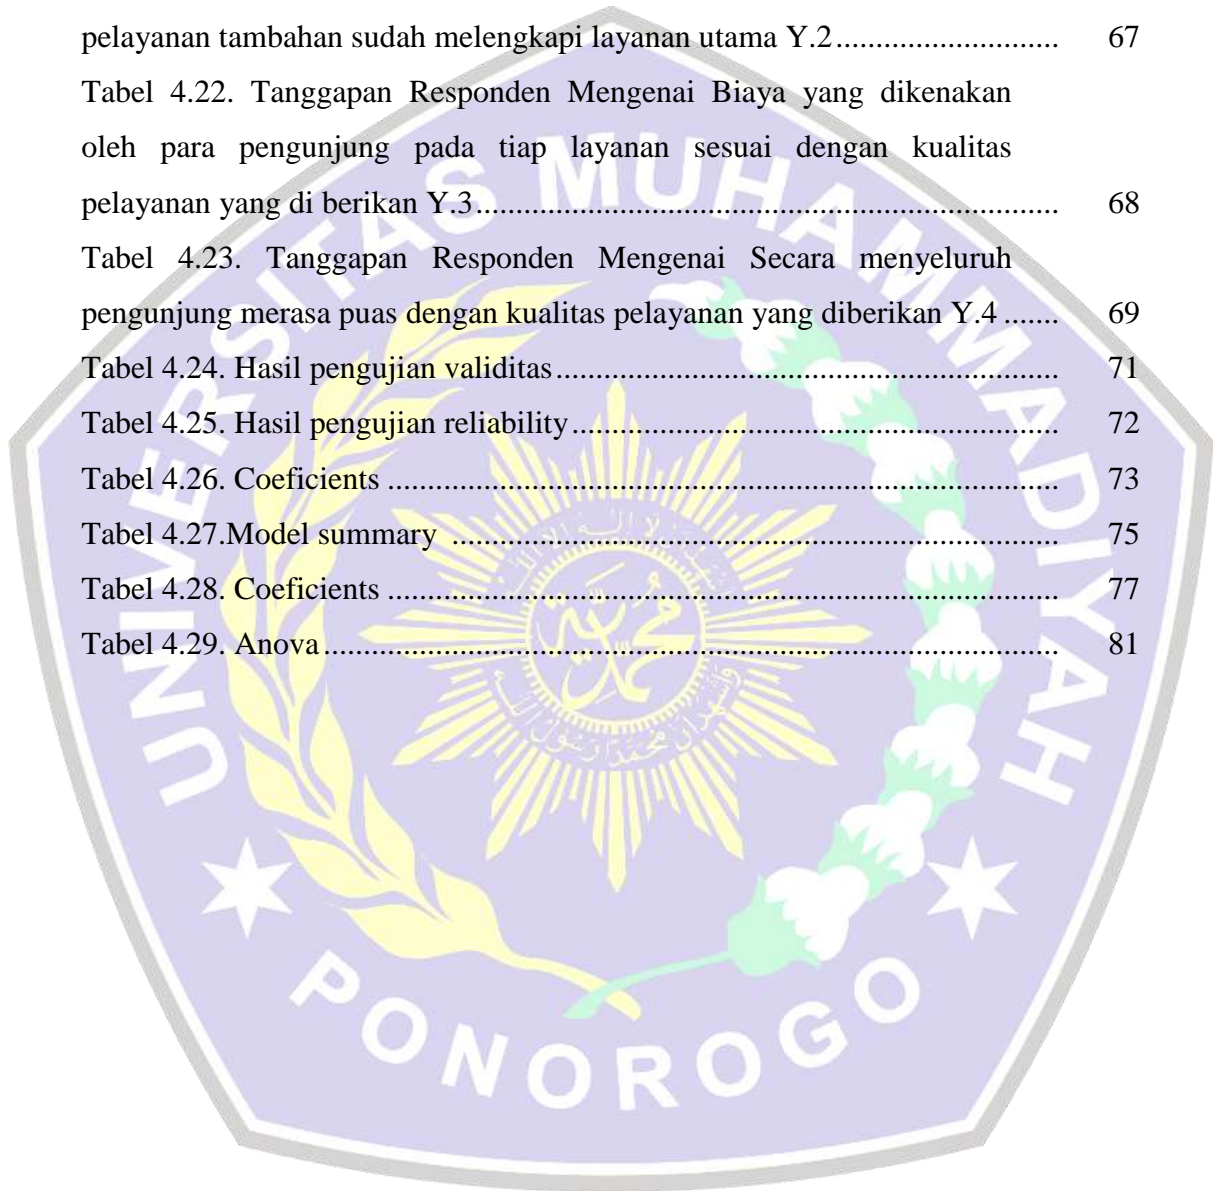 pelayanan tambahan sudah melengkapi layanan utama Y.2........................... 67
Tabel 4.22. Tanggapan Responden Mengenai Biaya yang dikenakan
oleh para pengunjung pada tiap layanan sesuai dengan kualitas
pelayanan yang di berikan Y.3...................................................................... 68
Tabel 4.23. Tanggapan Responden Mengenai Secara menyeluruh
pengunjung merasa puas dengan kualitas pelayanan yang diberikan Y.4 ....... 69
Tabel 4.24. Hasil pengujian validitas............................................................. 71
Tabel 4.25. Hasil pengujian reliability........................................................... 72
Tabel 4.26. Coeficients ................................................................................. 73
Tabel 4.27.Model summary ......................................................................... 75
Tabel 4.28. Coeficients ................................................................................. 77
Tabel 4.29. Anova......................................................................................... 81
UNIVERSITAS MUHAMMADIYAH
PONOROGO
محمدية